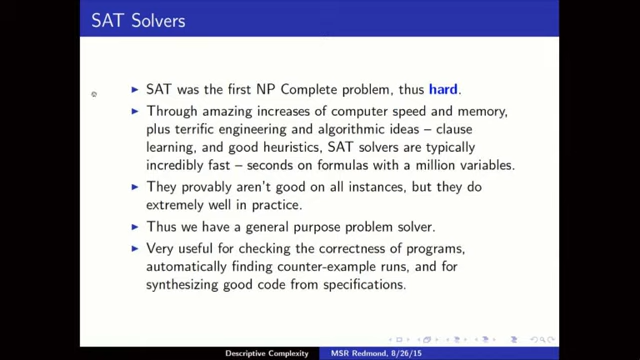 SAT Solvers
SAT was the first NP Complete problem, thus hard.
Through amazing increases of computer speed and memory,
plus terrific engineering and algorithmic ideas – clause
learning, and good heuristics, SAT solvers are typically
incredibly fast – seconds on formulas with a million variables.
They provably aren't good on all instances, but they do
extremely well in practice.
Thus we have a general purpose problem solver.
Very useful for checking the correctness of programs,
automatically finding counter-example runs, and for
synthesizing good code from specifications.
Descriptive Complexity MSR Redmond, 8/26/15